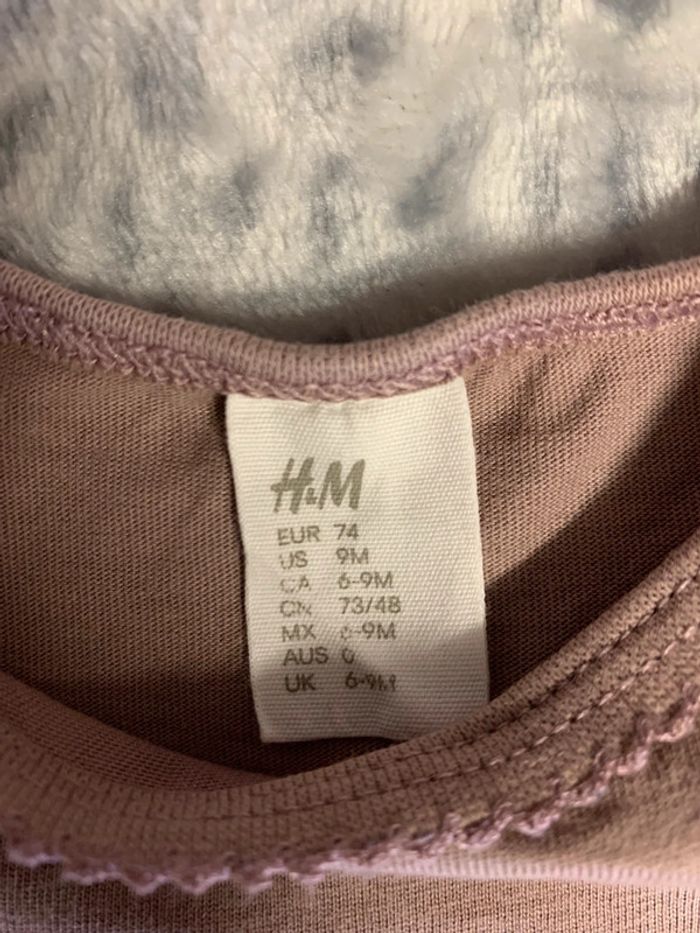 H&M
EUR 74
US 9M
CA 6-9M
CN 73/48
MX 6-9M
AUS 0
UK 6-9M